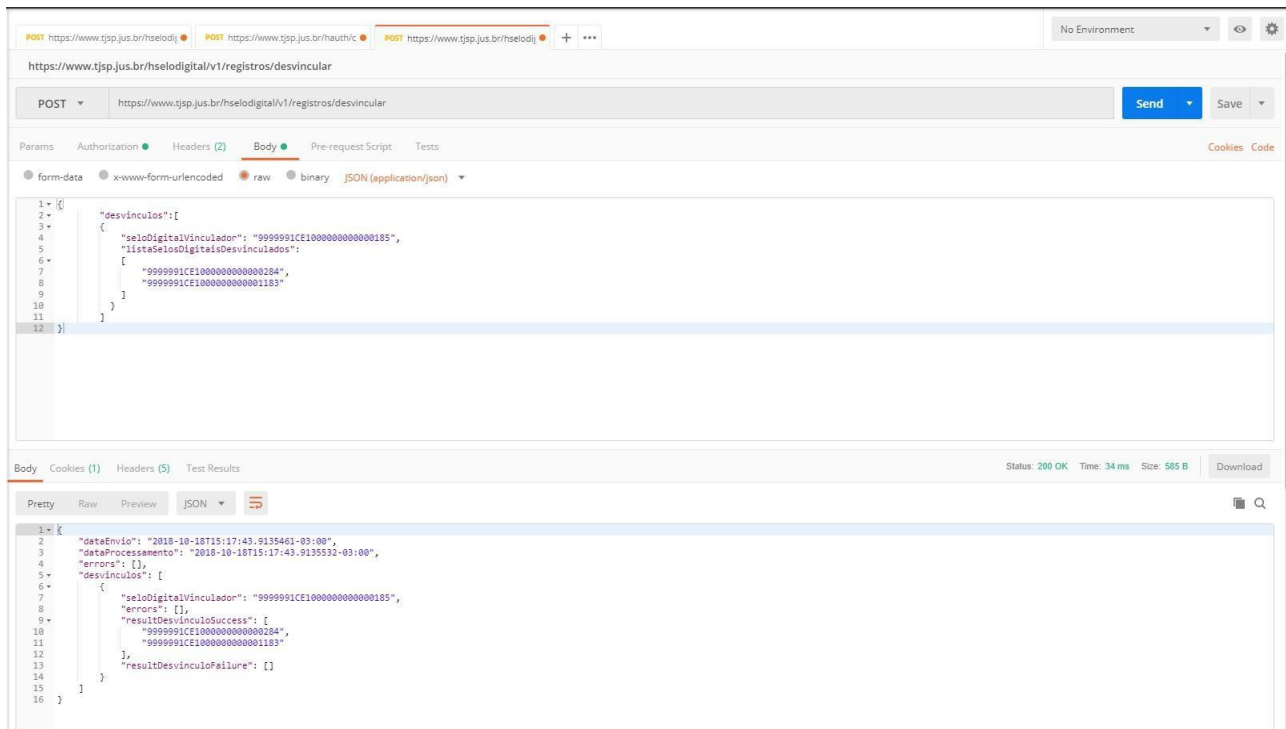 POST https://www.tjsp.jus.br/hselodig POST https://www.tjsp.jus.br/hauth/c POST https://www.tjsp.jus.br/hselodig + ••• No Environment
https://www.tjsp.jus.br/hselodigital/v1/registros/desvincular
POST https://www.tjsp.jus.br/hselodigital/v1/registros/desvincular Send Save
Params Authorization Headers (2) Body Pre-request Script Tests Cookies Code
form-data x-www-form-urlencoded raw binary JSON (application/json)
1 {
2 "desvinculos":[
3 {
4 "seloDigitalVinculador": "9999991CE1000000000000185",
5 "listaSelosDigitaisDesvinculados":
6 [
7 "9999991CE1000000000000284",
8 "9999991CE1000000000001183"
9 ]
10 }
11 ]
12 }
Body Cookies (1) Headers (5) Test Results Status: 200 OK Time: 34 ms Size: 585 B Download
Pretty Raw Preview JSON
1 {
2 "dataEnvio": "2018-10-18T15:17:43.9135461-03:00",
3 "dataProcessamento": "2018-10-18T15:17:43.9135532-03:00",
4 "errors": [],
5 "desvinculos": [
6 {
7 "seloDigitalVinculador": "9999991CE1000000000000185",
8 "errors": [],
9 "resultDesvinculoSuccess": [
10 "9999991CE1000000000000284",
11 "9999991CE1000000000001183"
12 ],
13 "resultDesvinculoFailure": []
14 }
15 ]
16 }